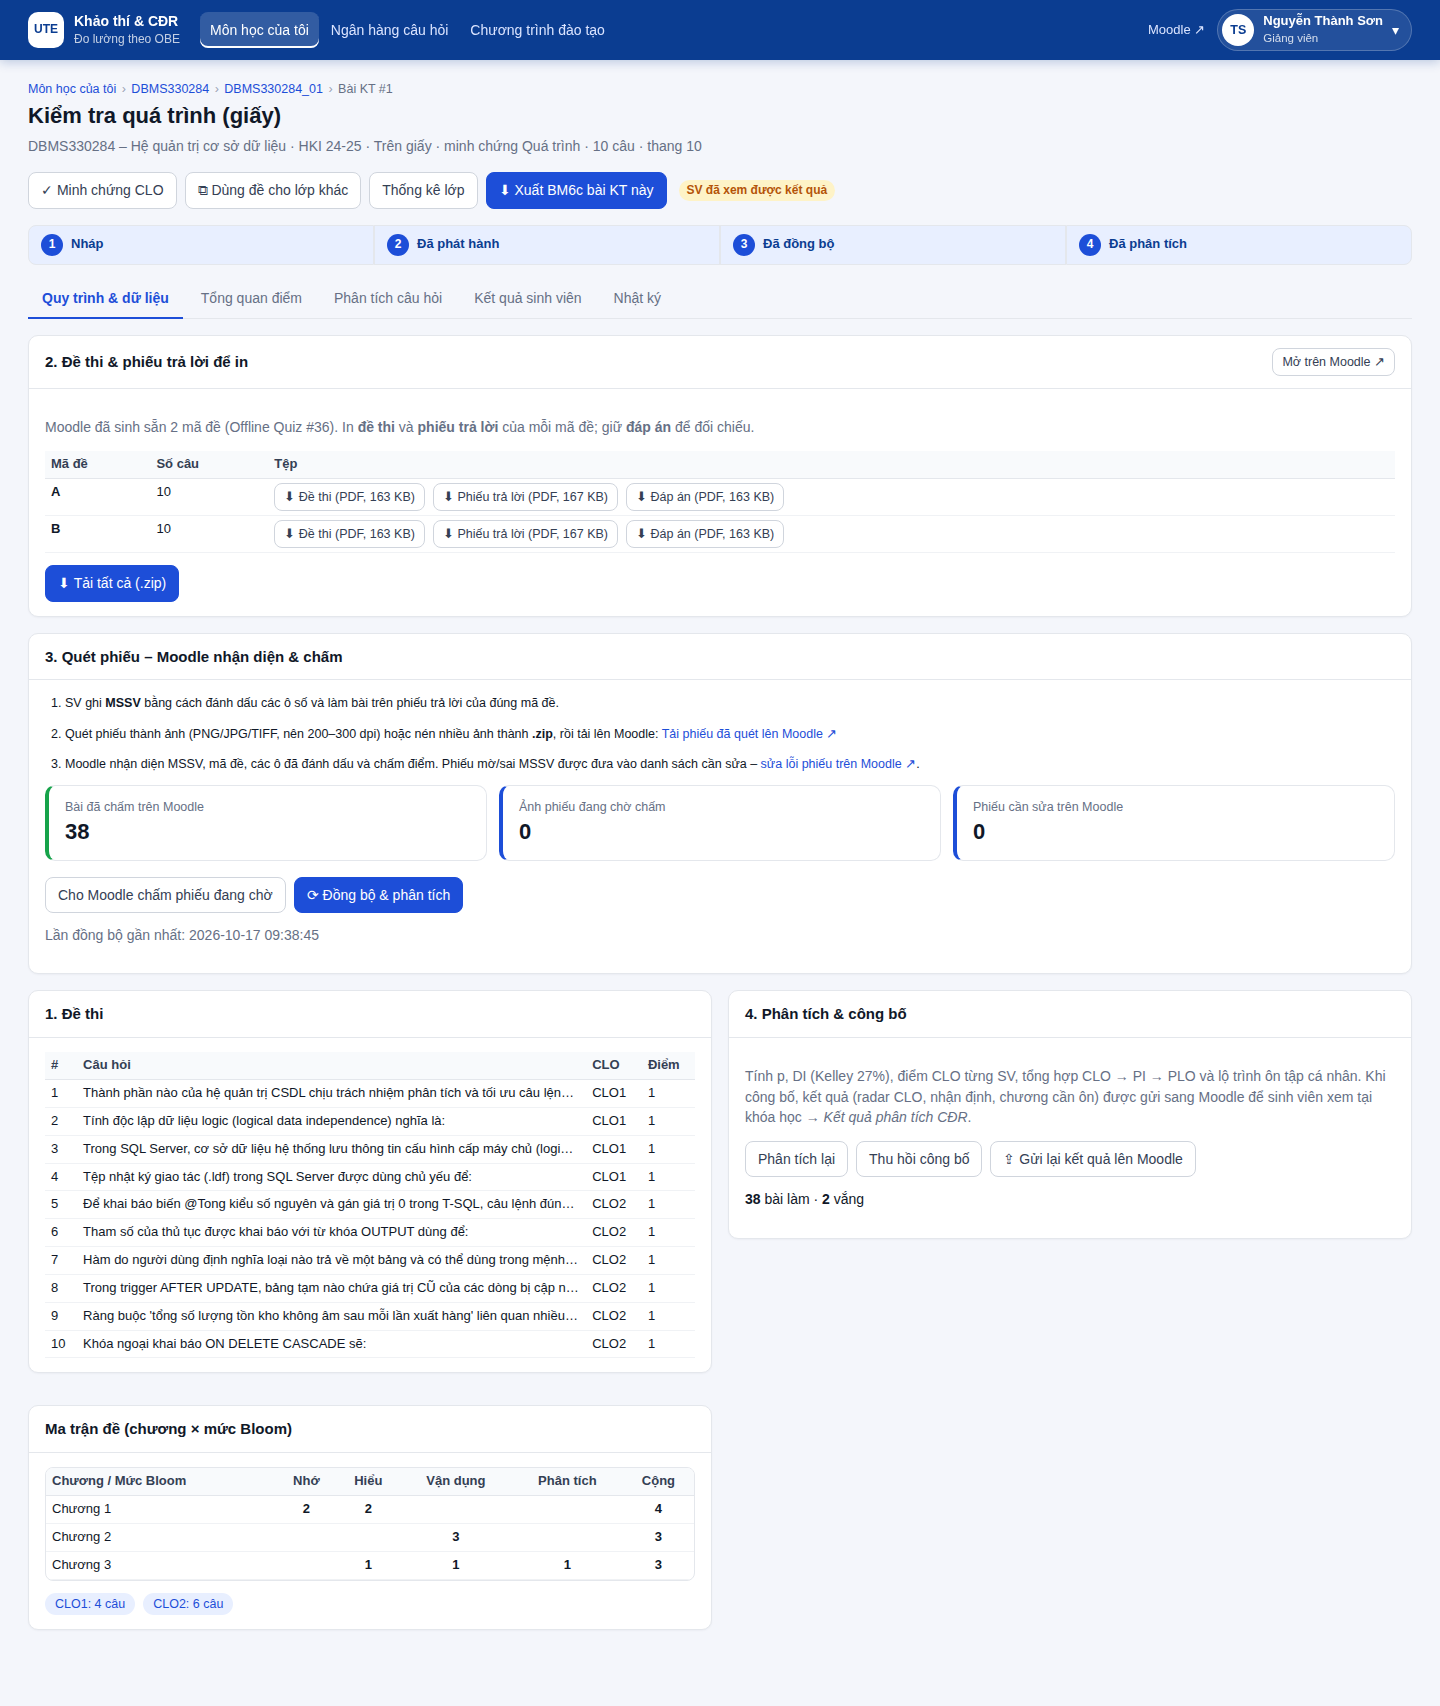 UTE
Khảo thí & CĐR
Đo lường theo OBE
Môn học của tôi
Ngân hàng câu hỏi
Chương trình đào tạo
Moodle ↗
TS
Nguyễn Thành Sơn
Giảng viên
▾
Môn học của tôi › DBMS330284 › DBMS330284_01 › Bài KT #1
Kiểm tra quá trình (giấy)
DBMS330284 – Hệ quản trị cơ sở dữ liệu · HKI 24-25 · Trên giấy · minh chứng Quá trình · 10 câu · thang 10
✓ Minh chứng CLO
⧉ Dùng đề cho lớp khác
Thống kê lớp
⬇ Xuất BM6c bài KT này
SV đã xem được kết quả
1 Nháp
2 Đã phát hành
3 Đã đồng bộ
4 Đã phân tích
Quy trình & dữ liệu
Tổng quan điểm
Phân tích câu hỏi
Kết quả sinh viên
Nhật ký
2. Đề thi & phiếu trả lời để in
Mở trên Moodle ↗
Moodle đã sinh sẵn 2 mã đề (Offline Quiz #36). In đề thi và phiếu trả lời của mỗi mã đề; giữ đáp án để đối chiếu.
Mã đề Số câu Tệp
A 10 ⬇ Đề thi (PDF, 163 KB) ⬇ Phiếu trả lời (PDF, 167 KB) ⬇ Đáp án (PDF, 163 KB)
B 10 ⬇ Đề thi (PDF, 163 KB) ⬇ Phiếu trả lời (PDF, 167 KB) ⬇ Đáp án (PDF, 163 KB)
⬇ Tải tất cả (.zip)
3. Quét phiếu – Moodle nhận diện & chấm
1. SV ghi MSSV bằng cách đánh dấu các ô số và làm bài trên phiếu trả lời của đúng mã đề.
2. Quét phiếu thành ảnh (PNG/JPG/TIFF, nên 200–300 dpi) hoặc nén nhiều ảnh thành .zip, rồi tải lên Moodle: Tải phiếu đã quét lên Moodle ↗
3. Moodle nhận diện MSSV, mã đề, các ô đã đánh dấu và chấm điểm. Phiếu mờ/sai MSSV được đưa vào danh sách cần sửa – sửa lỗi phiếu trên Moodle ↗.
Bài đã chấm trên Moodle
38
Ảnh phiếu đang chờ chấm
0
Phiếu cần sửa trên Moodle
0
Cho Moodle chấm phiếu đang chờ
⟳ Đồng bộ & phân tích
Lần đồng bộ gần nhất: 2026-10-17 09:38:45
1. Đề thi
# Câu hỏi CLO Điểm
1 Thành phần nào của hệ quản trị CSDL chịu trách nhiệm phân tích và tối ưu câu lện… CLO1 1
2 Tính độc lập dữ liệu logic (logical data independence) nghĩa là: CLO1 1
3 Trong SQL Server, cơ sở dữ liệu hệ thống lưu thông tin cấu hình cấp máy chủ (logi… CLO1 1
4 Tệp nhật ký giao tác (.ldf) trong SQL Server được dùng chủ yếu để: CLO1 1
5 Để khai báo biến @Tong kiểu số nguyên và gán giá trị 0 trong T-SQL, câu lệnh đún… CLO2 1
6 Tham số của thủ tục được khai báo với từ khóa OUTPUT dùng để: CLO2 1
7 Hàm do người dùng định nghĩa loại nào trả về một bảng và có thể dùng trong mệnh… CLO2 1
8 Trong trigger AFTER UPDATE, bảng tạm nào chứa giá trị CŨ của các dòng bị cập n… CLO2 1
9 Ràng buộc 'tổng số lượng tồn kho không âm sau mỗi lần xuất hàng' liên quan nhiều… CLO2 1
10 Khóa ngoại khai báo ON DELETE CASCADE sẽ: CLO2 1
4. Phân tích & công bố
Tính p, DI (Kelley 27%), điểm CLO từng SV, tổng hợp CLO → PI → PLO và lộ trình ôn tập cá nhân. Khi
công bố, kết quả (radar CLO, nhận định, chương cần ôn) được gửi sang Moodle để sinh viên xem tại
khóa học → Kết quả phân tích CĐR.
Phân tích lại
Thu hồi công bố
⇪ Gửi lại kết quả lên Moodle
38 bài làm · 2 vắng
Ma trận đề (chương × mức Bloom)
Chương / Mức Bloom Nhớ Hiểu Vận dụng Phân tích Cộng
Chương 1 2 2 4
Chương 2 3 3
Chương 3 1 1 1 3
CLO1: 4 câu
CLO2: 6 câu